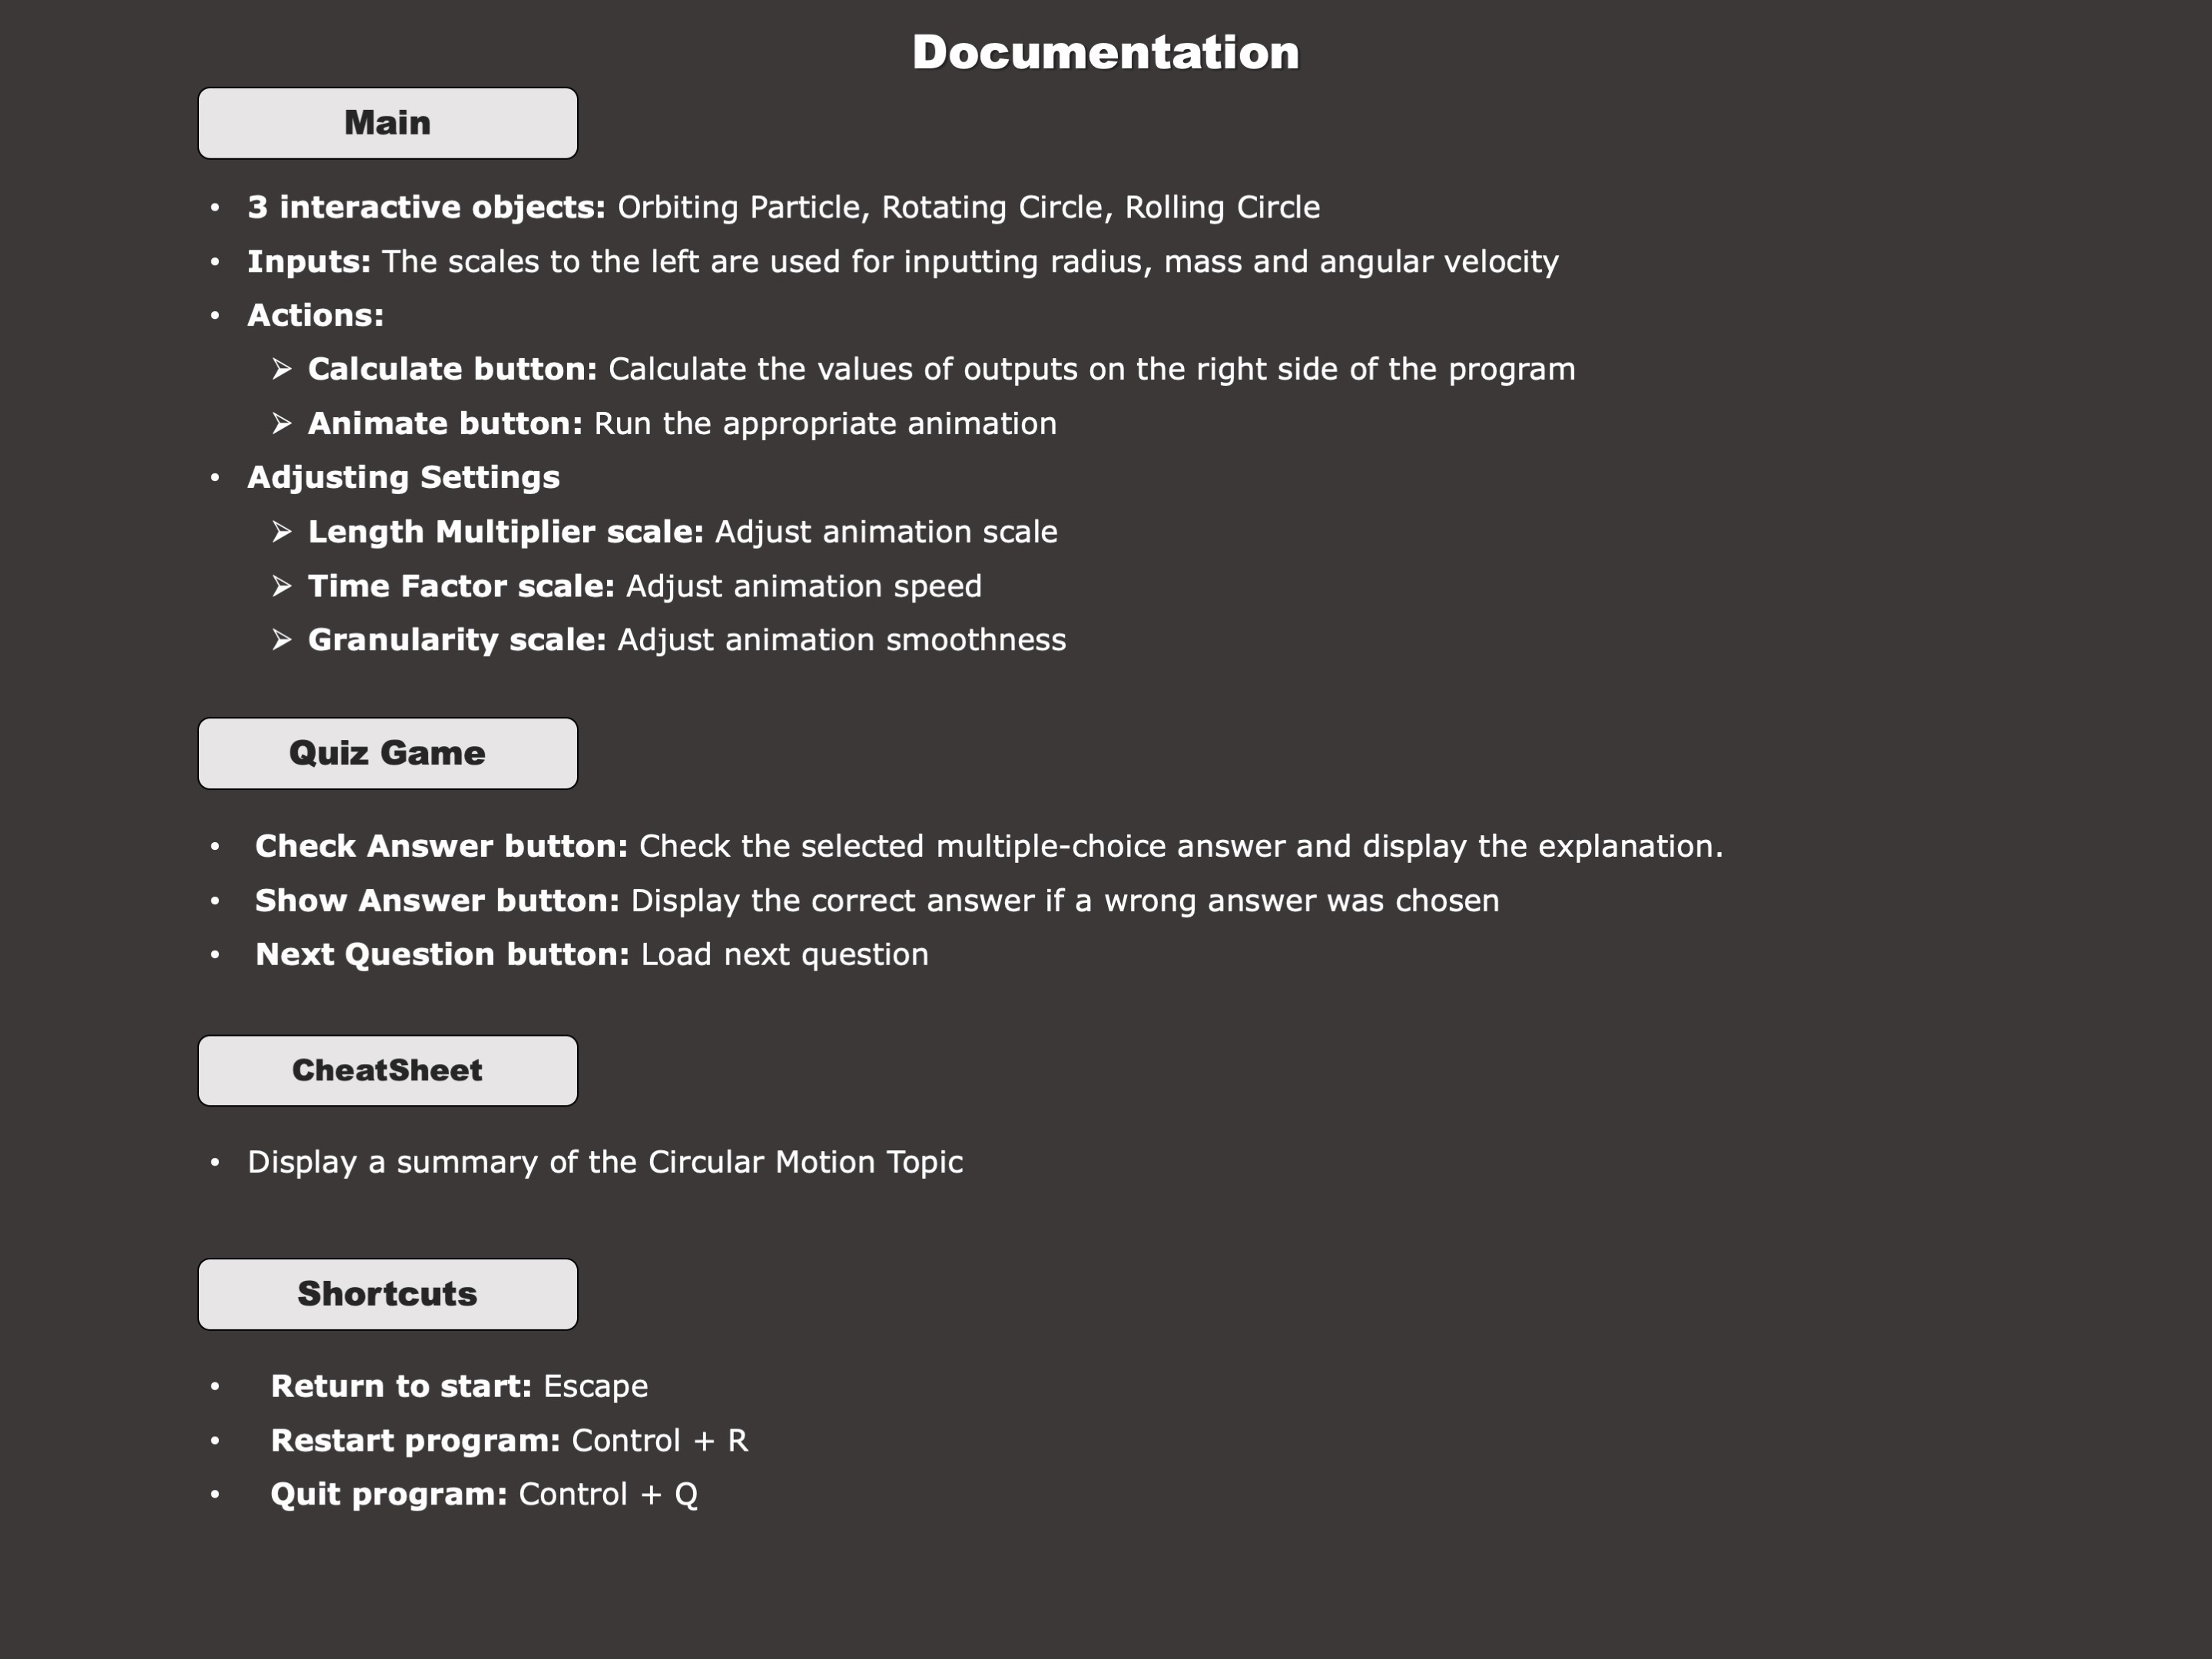 Documentation
Main
• 3 interactive objects: Orbiting Particle, Rotating Circle, Rolling Circle
• Inputs: The scales to the left are used for inputting radius, mass and angular velocity
• Actions:
➢ Calculate button: Calculate the values of outputs on the right side of the program
➢ Animate button: Run the appropriate animation
• Adjusting Settings
➢ Length Multiplier scale: Adjust animation scale
➢ Time Factor scale: Adjust animation speed
➢ Granularity scale: Adjust animation smoothness
Quiz Game
• Check Answer button: Check the selected multiple-choice answer and display the explanation.
• Show Answer button: Display the correct answer if a wrong answer was chosen
• Next Question button: Load next question
CheatSheet
• Display a summary of the Circular Motion Topic
Shortcuts
• Return to start: Escape
• Restart program: Control + R
• Quit program: Control + Q